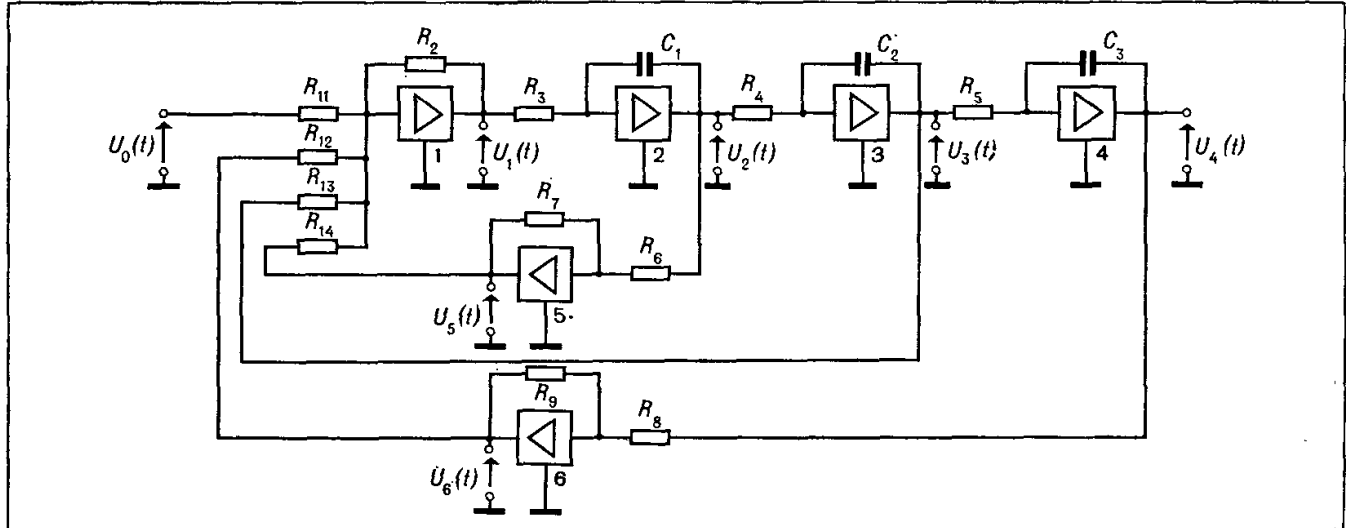 R₂
C₁
C₂
C₃
R₁₁
R₃
R₄
R₅
U₀(t)
R₁₂
1
U₁(t)
2
U₂(t)
3
U₃(t)
4
U₄(t)
R₁₃
R₁₄
R₇
R₆
U₅(t)
5
R₉
R₈
U₆(t)
6